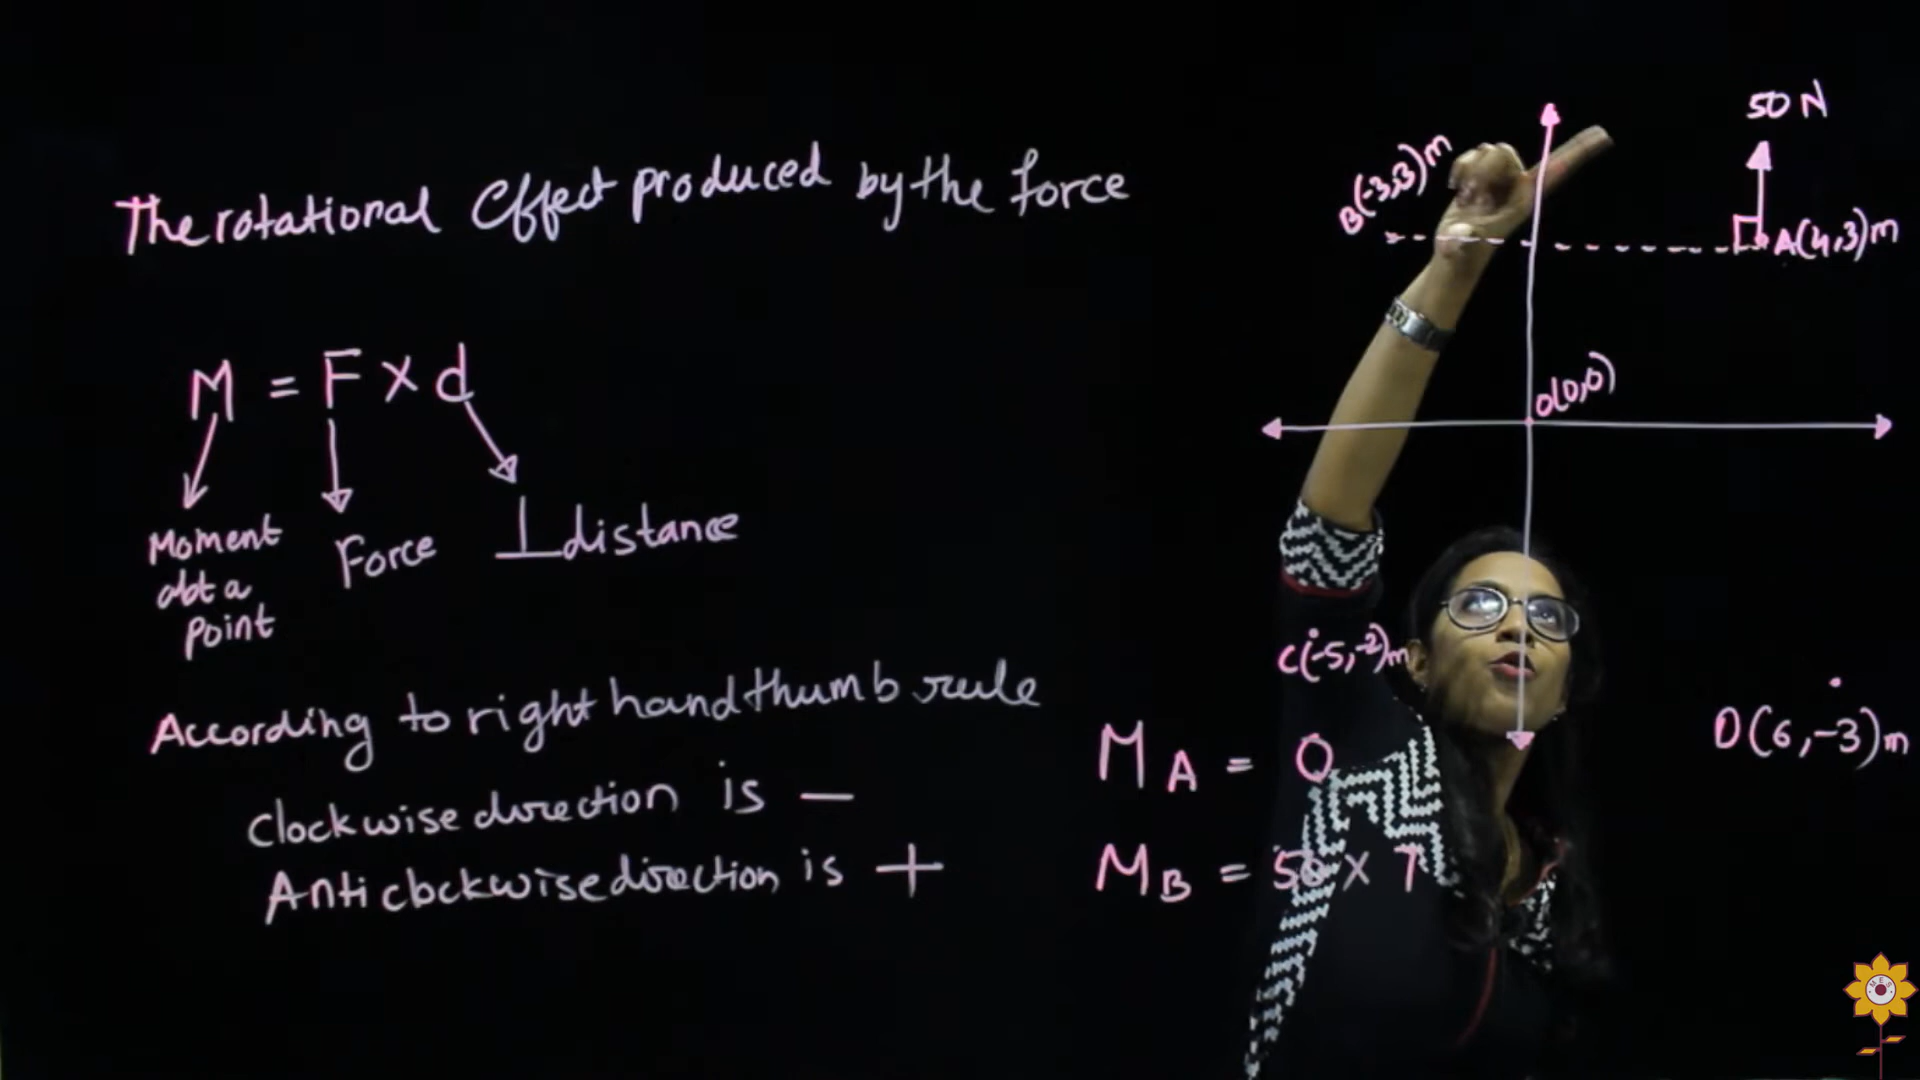 The rotational Effect produced by the force
M = F × d
Moment
abt a
point
Force
⊥ distance
According to right hand thumb rule
Clockwise direction is −
Anticlockwise direction is +
50 N
B(-3,3)m
A(4,3)m
O(0,0)
C(-5,-2)m
D(6,-3)m
M_A = 0
M_B = 50 × 7